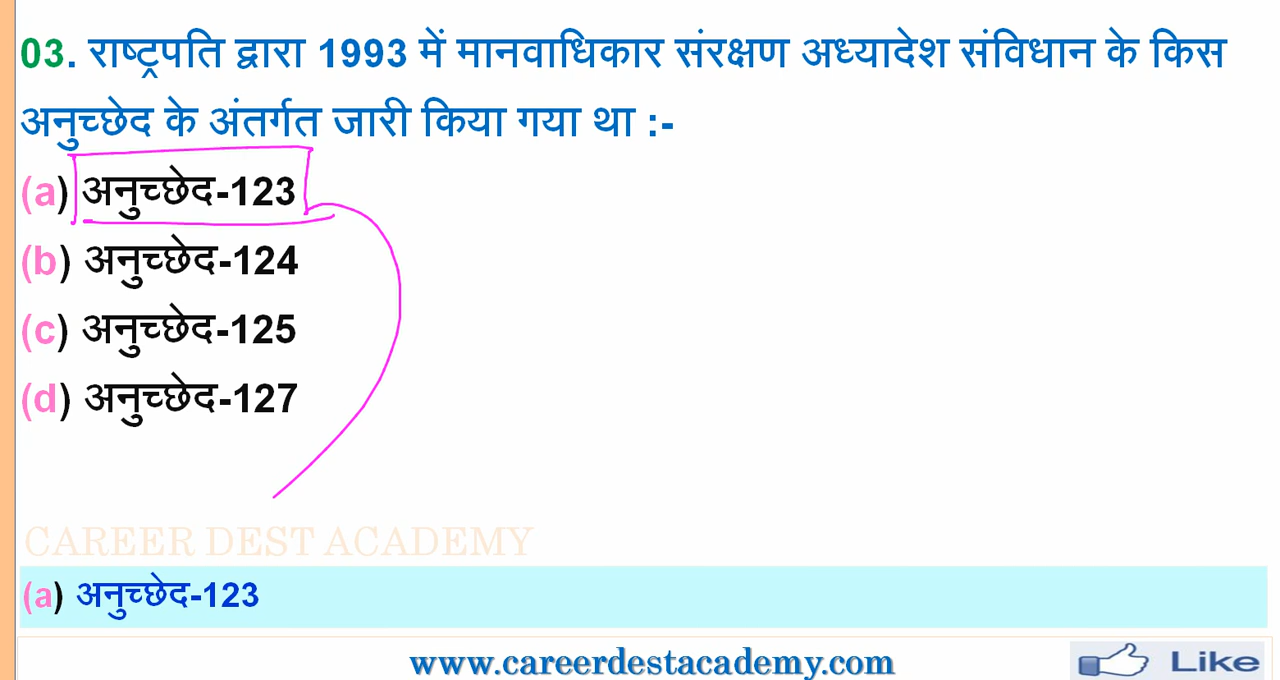 03. राष्ट्रपति द्वारा 1993 में मानवाधिकार संरक्षण अध्यादेश संविधान के किस
अनुच्छेद के अंतर्गत जारी किया गया था :-
(a) अनुच्छेद-123
(b) अनुच्छेद-124
(c) अनुच्छेद-125
(d) अनुच्छेद-127
CAREER DEST ACADEMY
(a) अनुच्छेद-123
www.careerdestacademy.com
Like